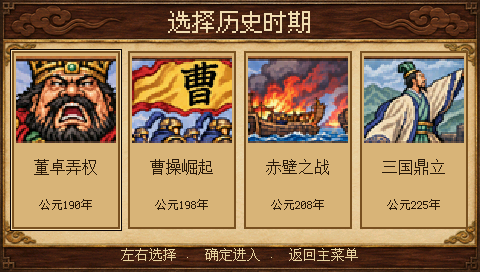 选择历史时期
曹
董卓弄权
公元190年
曹操崛起
公元198年
赤壁之战
公元208年
三国鼎立
公元225年
左右选择 · 确定进入 · 返回主菜单